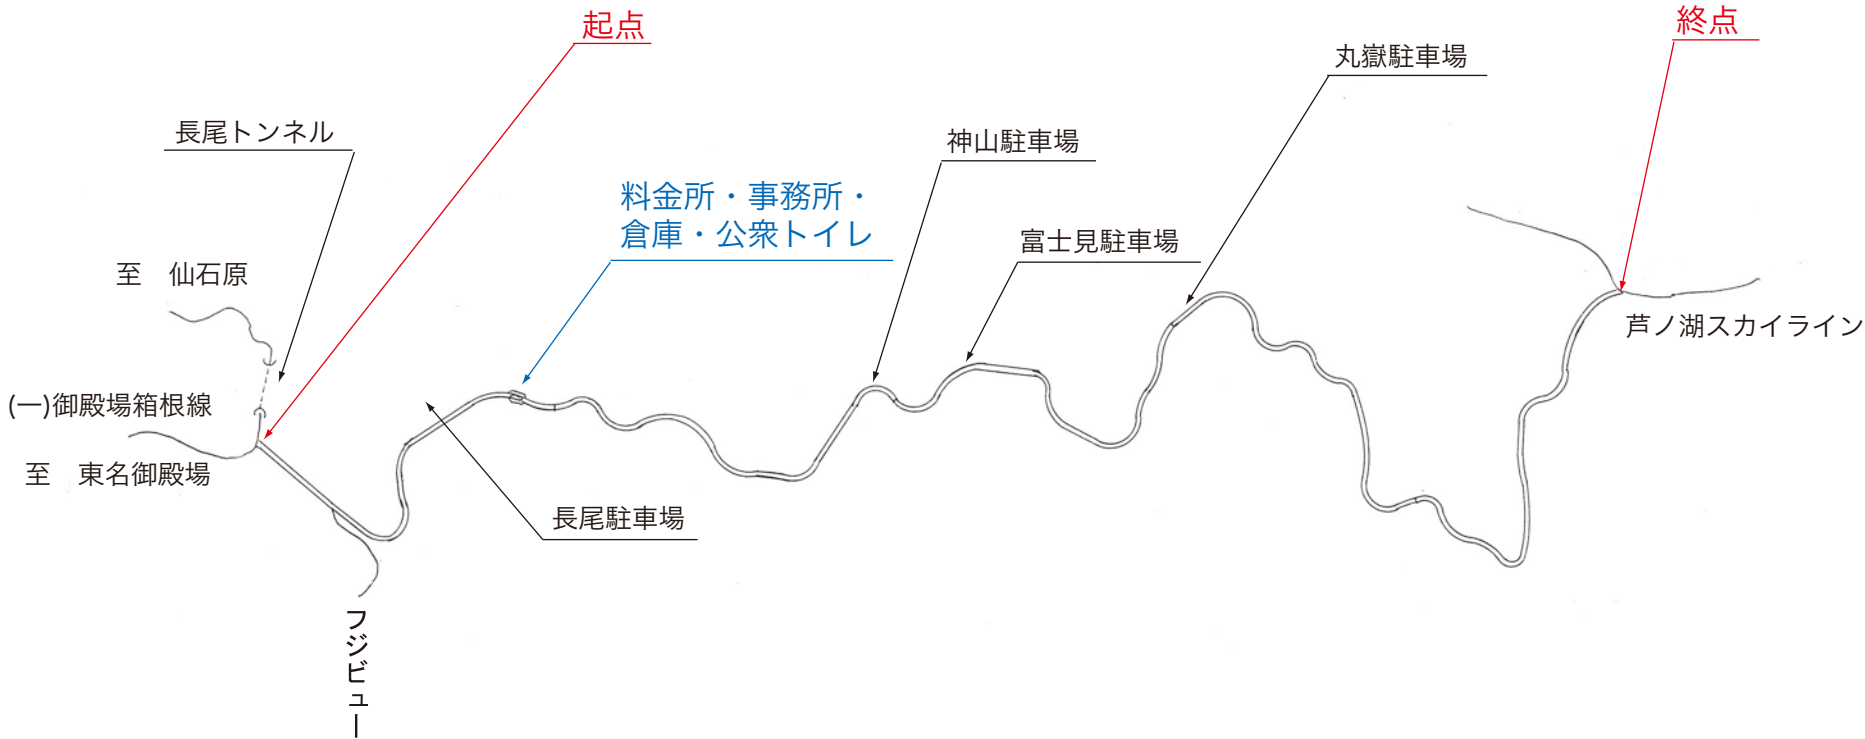 起点
終点
丸嶽駐車場
長尾トンネル
神山駐車場
料金所・事務所・
倉庫・公衆トイレ
富士見駐車場
至　仙石原
芦ノ湖スカイライン
(一)御殿場箱根線
至　東名御殿場
長尾駐車場
フジビュー